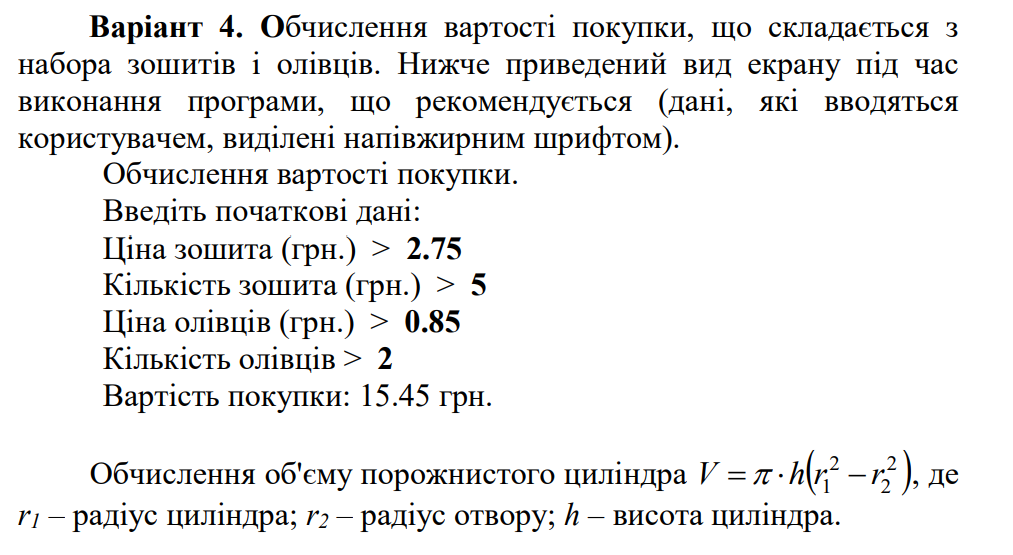 Варіант 4. Обчислення вартості покупки, що складається з
набора зошитів і олівців. Нижче приведений вид екрану під час
виконання програми, що рекомендується (дані, які вводяться
користувачем, виділені напівжирним шрифтом).
Обчислення вартості покупки.
Введіть початкові дані:
Ціна зошита (грн.) > 2.75
Кількість зошита (грн.) > 5
Ціна олівців (грн.) > 0.85
Кількість олівців > 2
Вартість покупки: 15.45 грн.
Обчислення об'єму порожнистого циліндра V = π · h(r₁² – r₂²), де
r₁ – радіус циліндра; r₂ – радіус отвору; h – висота циліндра.